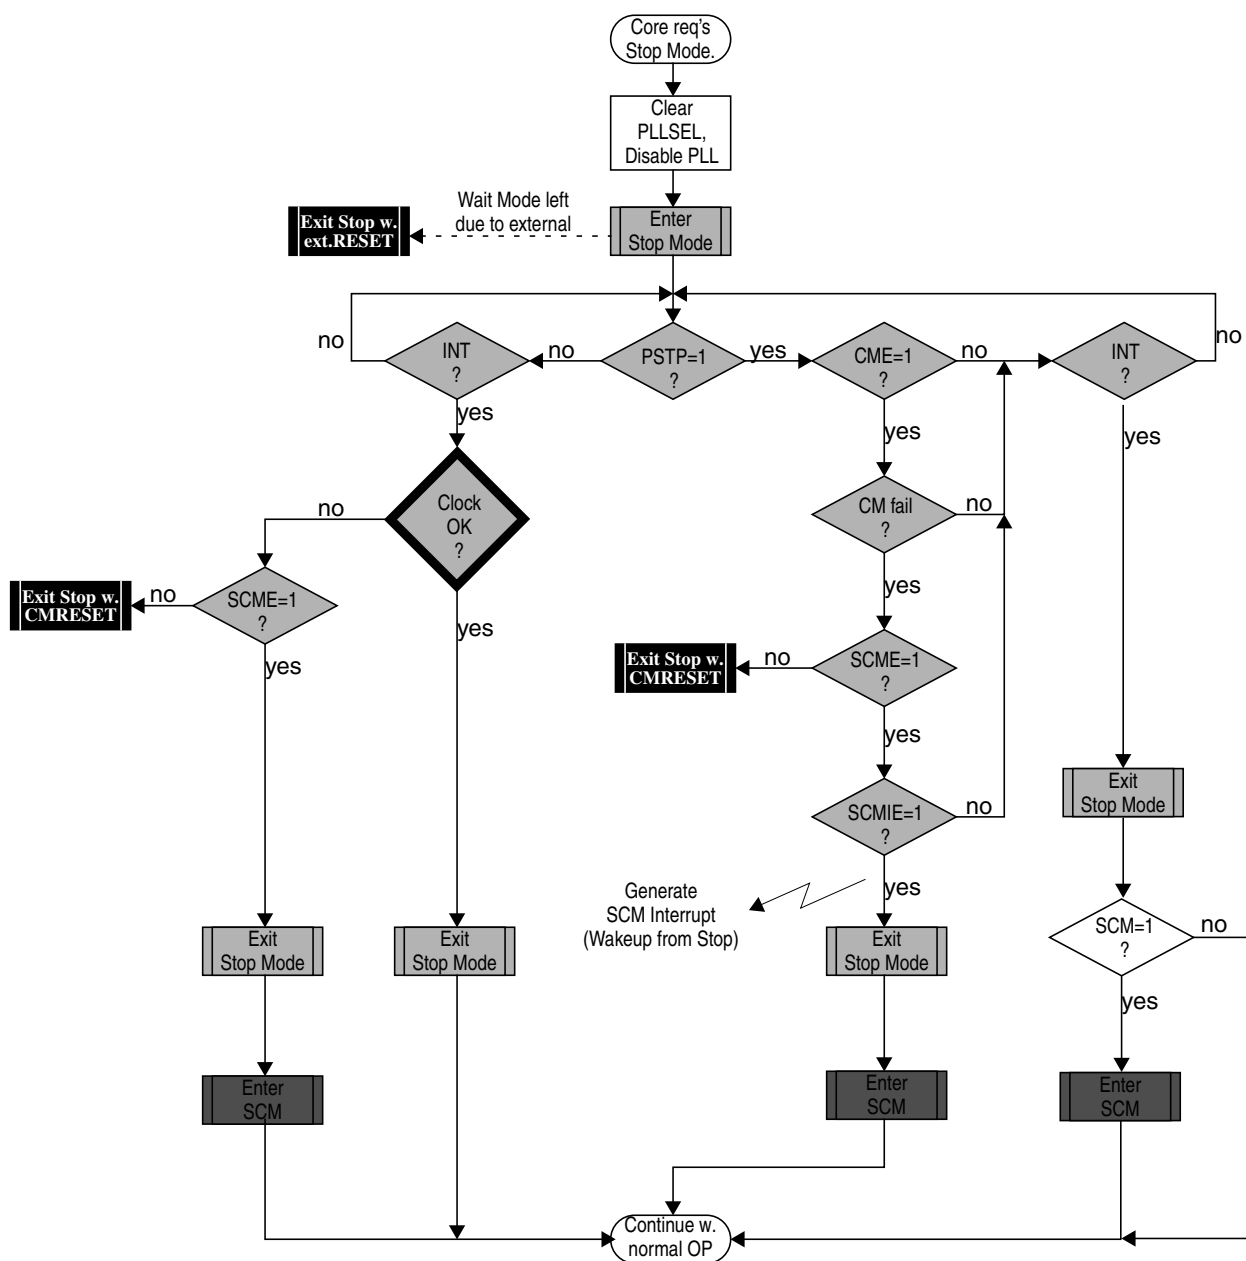 Core req's
Stop Mode.
Clear
PLLSEL,
Disable PLL
Wait Mode left
due to external
Exit Stop w.
ext.RESET
Enter
Stop Mode
no
INT
?
no
PSTP=1
?
yes
CME=1
?
no
INT
?
no
yes
yes
yes
Clock
OK
?
no
CM fail
?
no
yes
Exit Stop w.
CMRESET
no
SCME=1
?
yes
yes
Exit Stop w.
CMRESET
no
SCME=1
?
yes
SCMIE=1
?
no
Exit
Stop Mode
Generate
SCM Interrupt
(Wakeup from Stop)
yes
Exit
Stop Mode
Exit
Stop Mode
Exit
Stop Mode
SCM=1
?
no
yes
Enter
SCM
Enter
SCM
Enter
SCM
Continue w.
normal OP